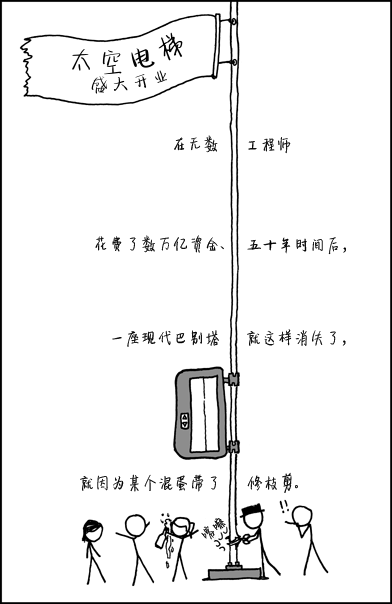 太空电梯
盛大开业
在无数 工程师
花费了数万亿资金、 五十年时间后，
一座现代巴别塔 就这样消失了，
就因为某个混蛋带了 修枝剪。
!!